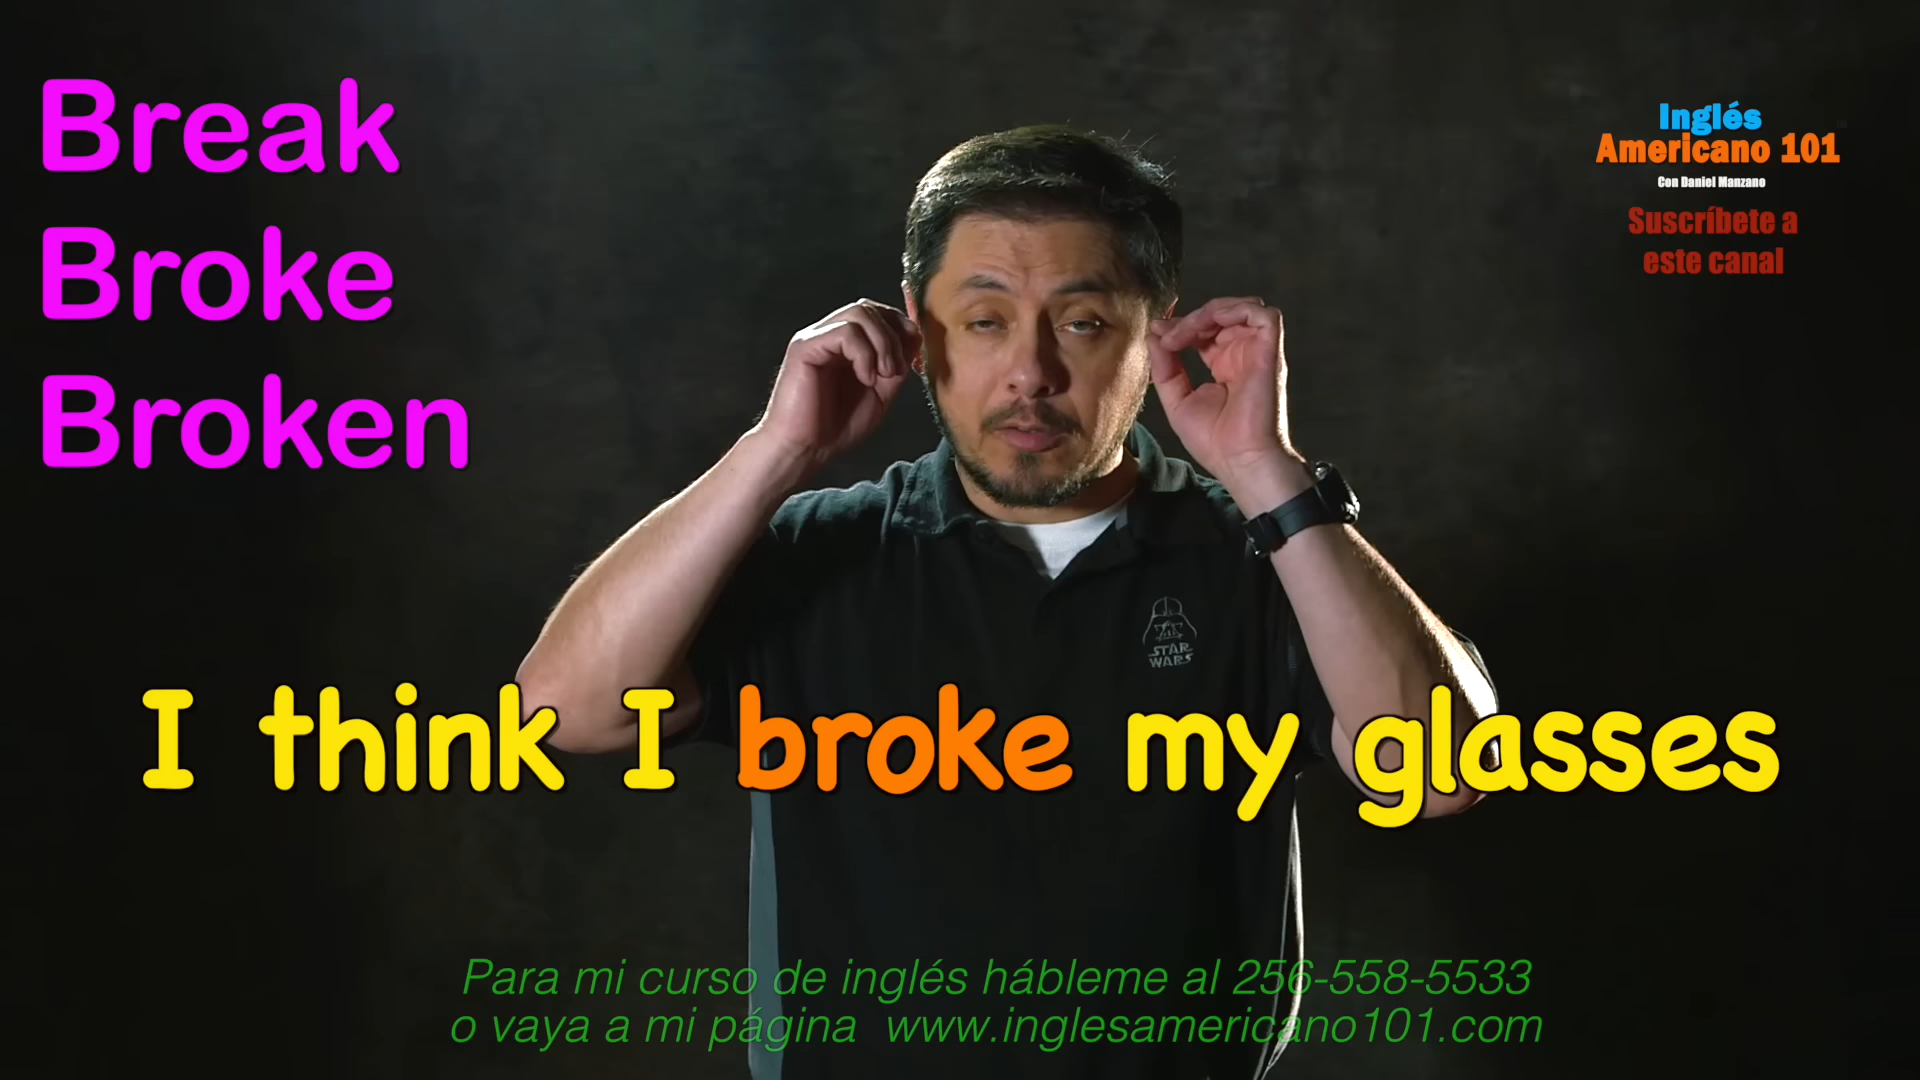 Break
Broke
Broken
Inglés
Americano 101
Con Daniel Manzano
Suscríbete a
este canal
STAR
WARS
I think I broke my glasses
Para mi curso de inglés hábleme al 256-558-5533
o vaya a mi página www.inglesamericano101.com